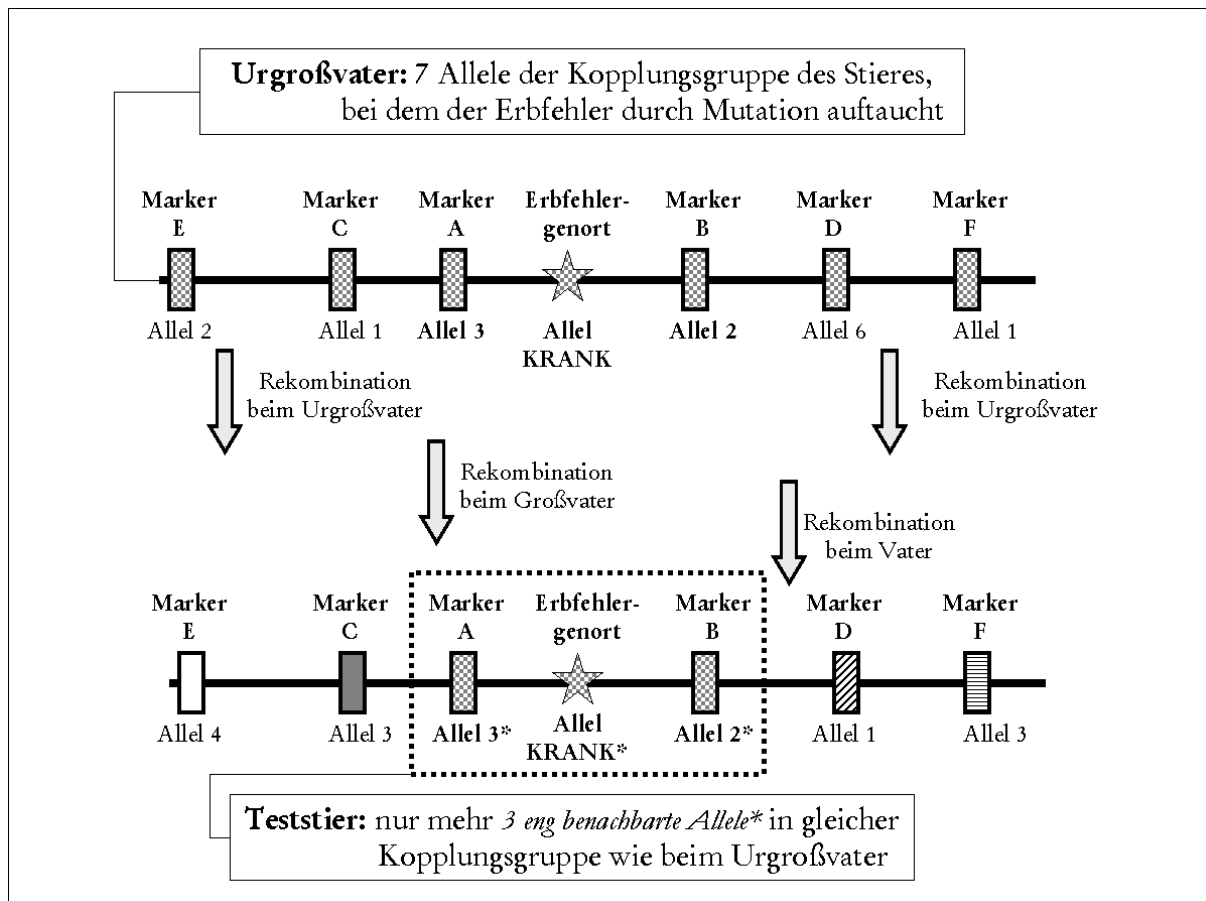 Urgroßvater: 7 Allele der Kopplungsgruppe des Stieres,
bei dem der Erbfehler durch Mutation auftaucht
Marker E
Marker C
Marker A
Erbfehler-
genort
Marker B
Marker D
Marker F
Allel 2
Allel 1
Allel 3
Allel
KRANK
Allel 2
Allel 6
Allel 1
Rekombination
beim Urgroßvater
Rekombination
beim Urgroßvater
Rekombination
beim Großvater
Rekombination
beim Vater
Marker E
Marker C
Marker A
Erbfehler-
genort
Marker B
Marker D
Marker F
Allel 4
Allel 3
Allel 3*
Allel
KRANK*
Allel 2*
Allel 1
Allel 3
Teststier: nur mehr 3 eng benachbarte Allele* in gleicher
Kopplungsgruppe wie beim Urgroßvater